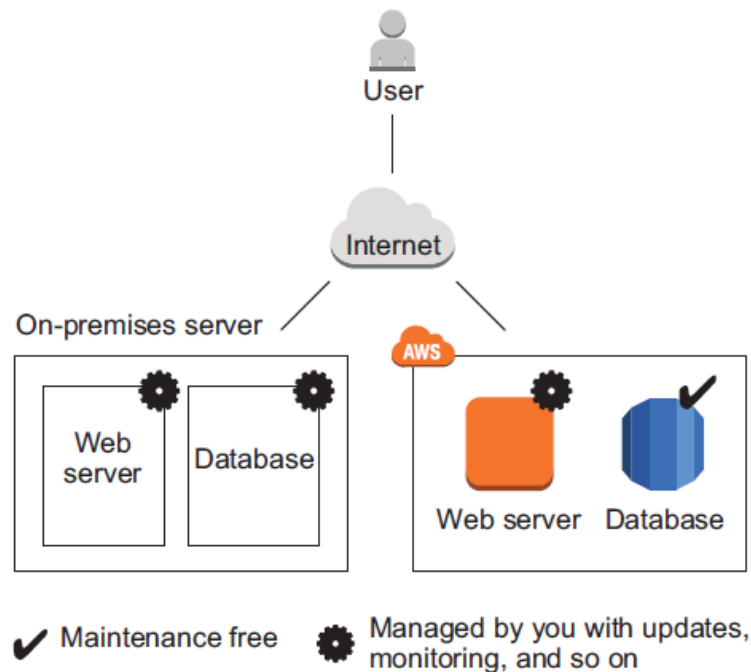 User
Internet
On-premises server
AWS
Web
server
Database
Web server
Database
Maintenance free
Managed by you with updates,
monitoring, and so on